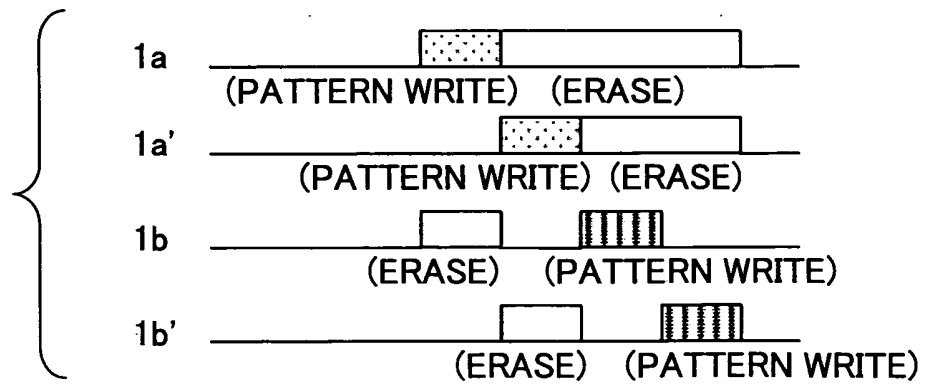 1a
(PATTERN WRITE) (ERASE)
1a'
(PATTERN WRITE) (ERASE)
1b
(ERASE) (PATTERN WRITE)
1b'
(ERASE) (PATTERN WRITE)